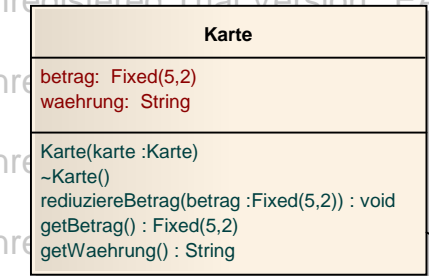 Karte
betrag:  Fixed(5,2)
waehrung:  String
Karte(karte :Karte)
~Karte()
rediuziereBetrag(betrag :Fixed(5,2)) : void
getBetrag() : Fixed(5,2)
getWaehrung() : String